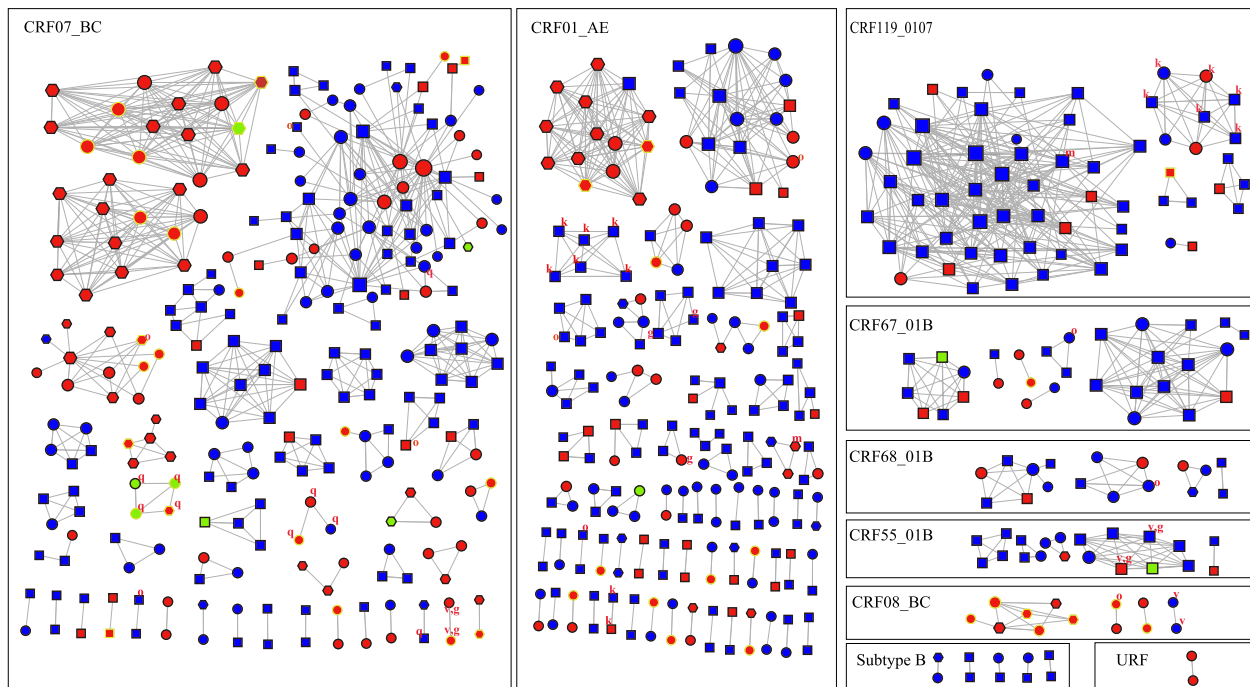 CRF07_BC
CRF01_AE
CRF119_0107
k
k
k
k
k
k
o
m
o
q
k
k
k
k
k
CRF67_01B
o
g
o
g
o
o
m
g
CRF68_01B
o
q
q
q
q
q
q
CRF55_01B
v,g
v,g
o
CRF08_BC
o
v
v
o
k
k
v,g
q
v,g
Subtype B
URF